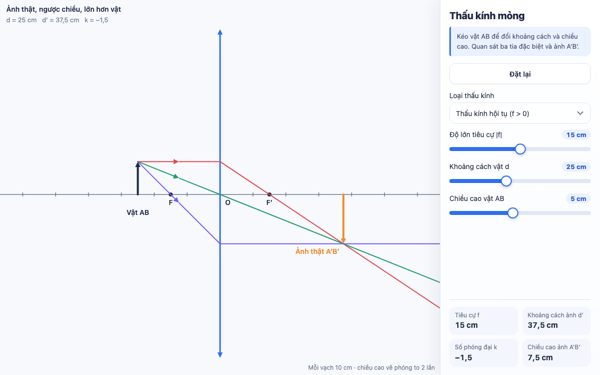 Ảnh thật, ngược chiều, lớn hơn vật
d = 25 cm d' = 37,5 cm k = −1,5
F
O
F'
Vật AB
Ảnh thật A'B'
Mỗi vạch 10 cm · chiều cao vẽ phóng to 2 lần
Thấu kính mỏng
Kéo vật AB để đổi khoảng cách và chiều
cao. Quan sát ba tia đặc biệt và ảnh A'B'.
Đặt lại
Loại thấu kính
Thấu kính hội tụ (f > 0)
Độ lớn tiêu cự |f| 15 cm
Khoảng cách vật d 25 cm
Chiều cao vật AB 5 cm
Tiêu cự f
15 cm
Khoảng cách ảnh d'
37,5 cm
Số phóng đại k
−1,5
Chiều cao ảnh A'B'
7,5 cm